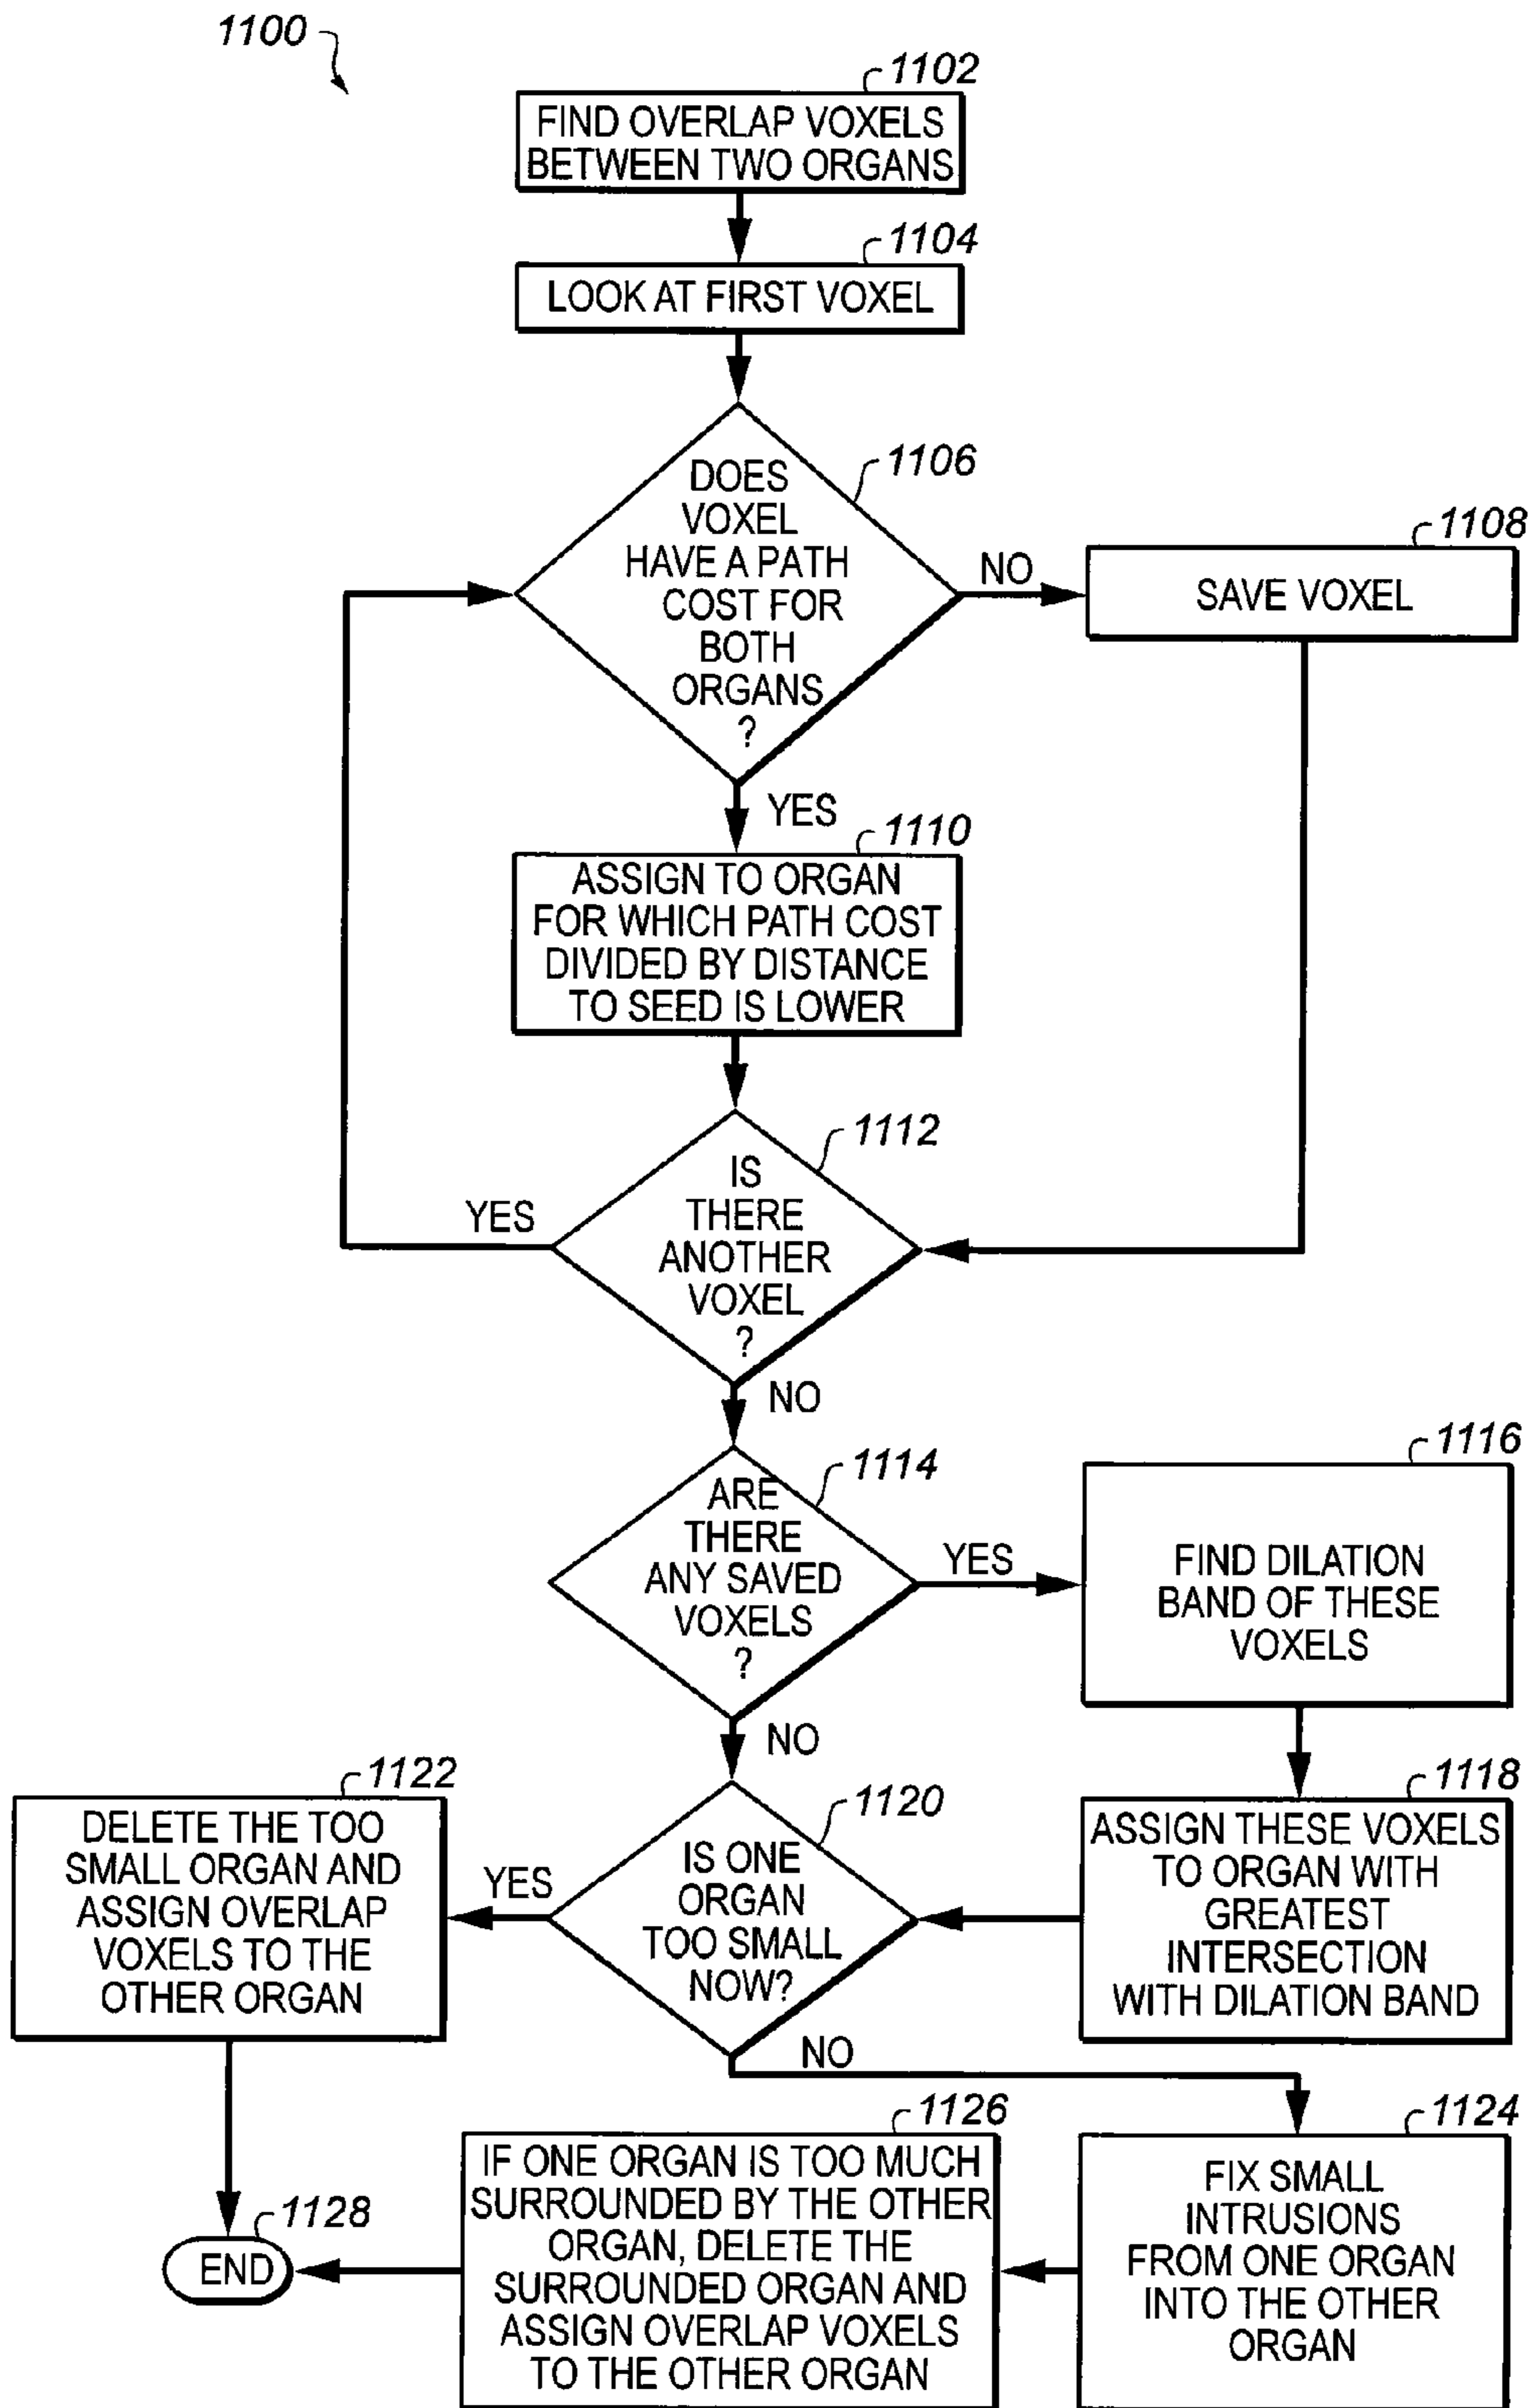 1100
1102
FIND OVERLAP VOXELS
BETWEEN TWO ORGANS
1104
LOOK AT FIRST VOXEL
1106
DOES
VOXEL
HAVE A PATH
COST FOR
BOTH
ORGANS
?
NO
1108
SAVE VOXEL
YES
1110
ASSIGN TO ORGAN
FOR WHICH PATH COST
DIVIDED BY DISTANCE
TO SEED IS LOWER
1112
IS
THERE
ANOTHER
VOXEL
?
YES
NO
1114
ARE
THERE
ANY SAVED
VOXELS
?
YES
1116
FIND DILATION
BAND OF THESE
VOXELS
NO
1118
ASSIGN THESE VOXELS
TO ORGAN WITH
GREATEST
INTERSECTION
WITH DILATION BAND
1120
IS ONE
ORGAN
TOO SMALL
NOW?
YES
1122
DELETE THE TOO
SMALL ORGAN AND
ASSIGN OVERLAP
VOXELS TO THE
OTHER ORGAN
NO
1124
FIX SMALL
INTRUSIONS
FROM ONE ORGAN
INTO THE OTHER
ORGAN
1126
IF ONE ORGAN IS TOO MUCH
SURROUNDED BY THE OTHER
ORGAN, DELETE THE
SURROUNDED ORGAN AND
ASSIGN OVERLAP VOXELS
TO THE OTHER ORGAN
1128
END